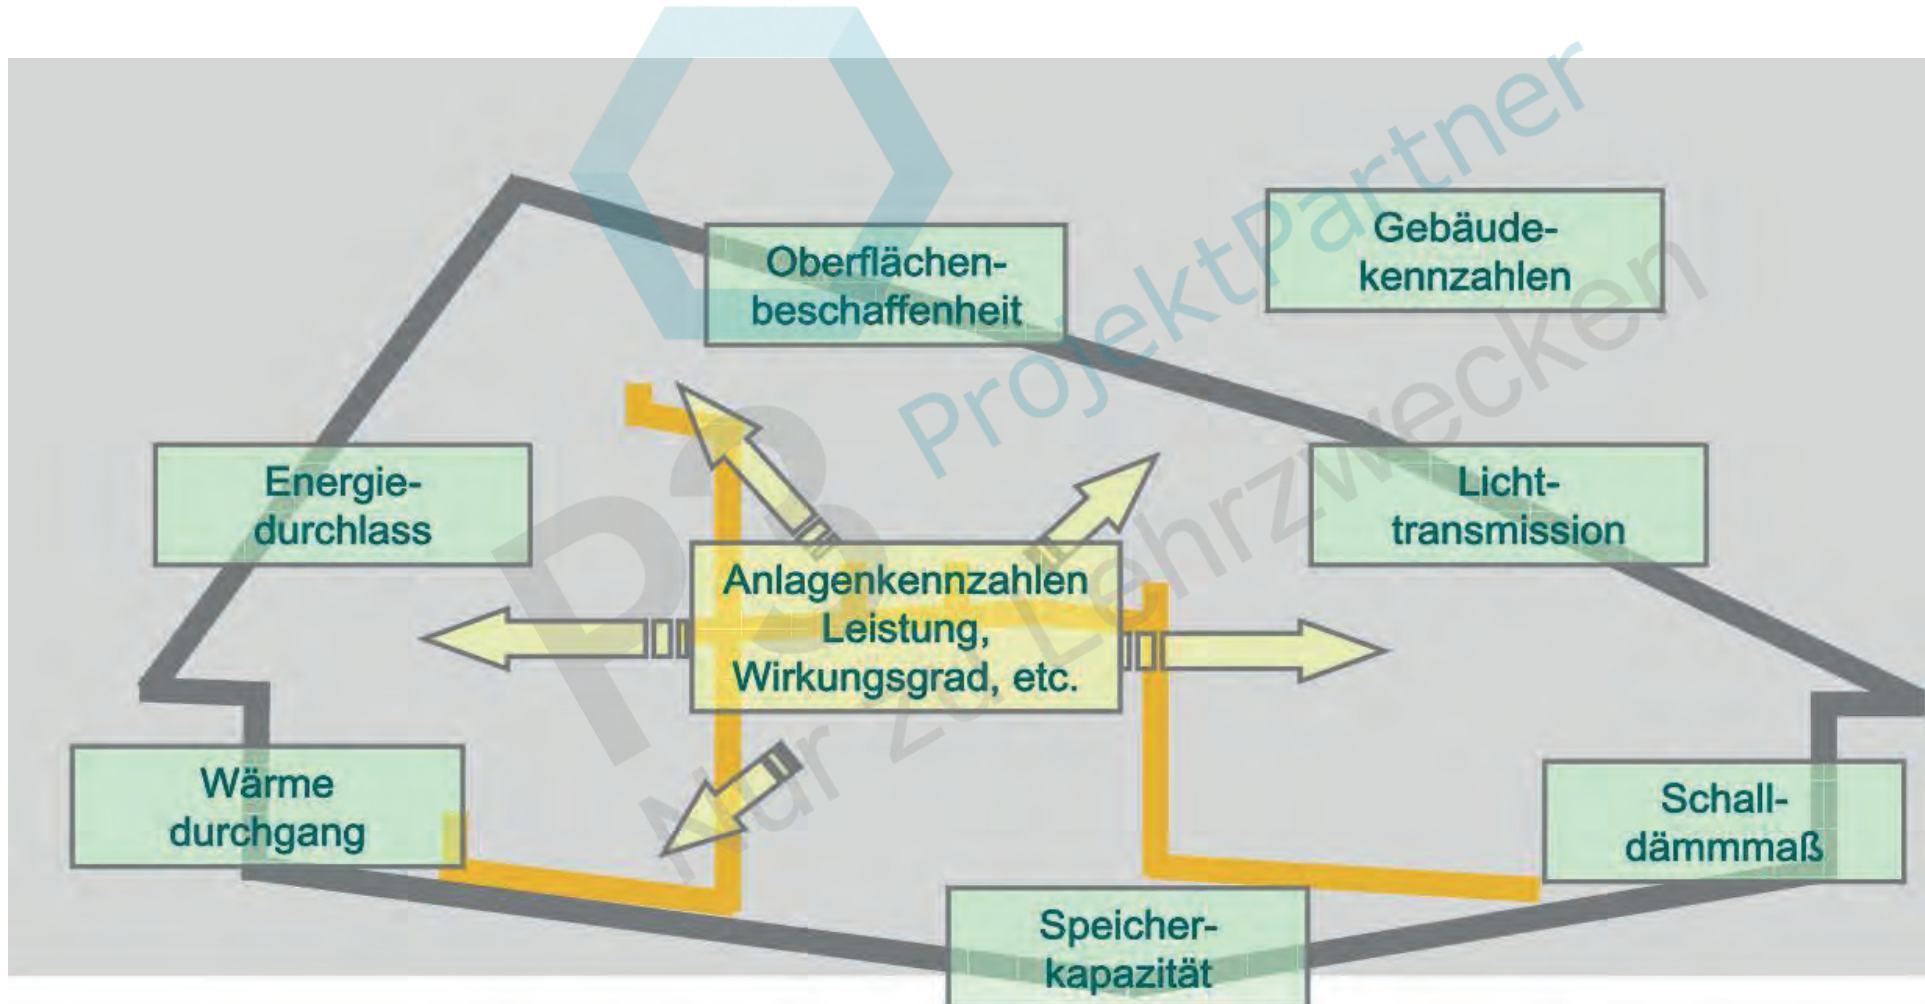 Oberflächen-
beschaffenheit
Gebäude-
kennzahlen
Energie-
durchlass
Licht-
transmission
Anlagenkennzahlen
Leistung,
Wirkungsgrad, etc.
Wärme
durchgang
Schall-
dämmmaß
Speicher-
kapazität
P3
ProjektPartner
Nur zu Lehrzwecken